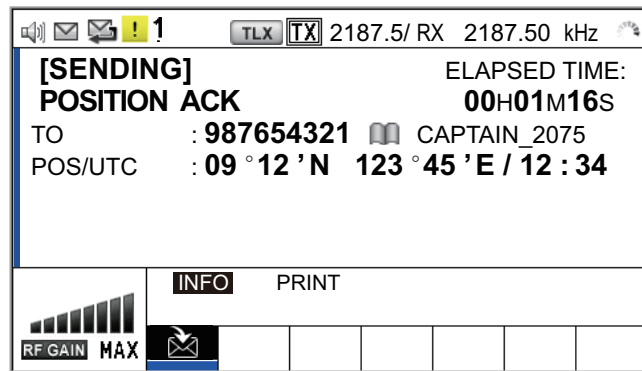 ! 1 TLX TX 2187.5/ RX 2187.50 kHz
[SENDING] ELAPSED TIME:
POSITION ACK 00H01M16S
TO : 987654321 CAPTAIN_2075
POS/UTC : 09 °12 ’N 123 °45 ’E / 12 : 34
INFO PRINT
RF GAIN MAX